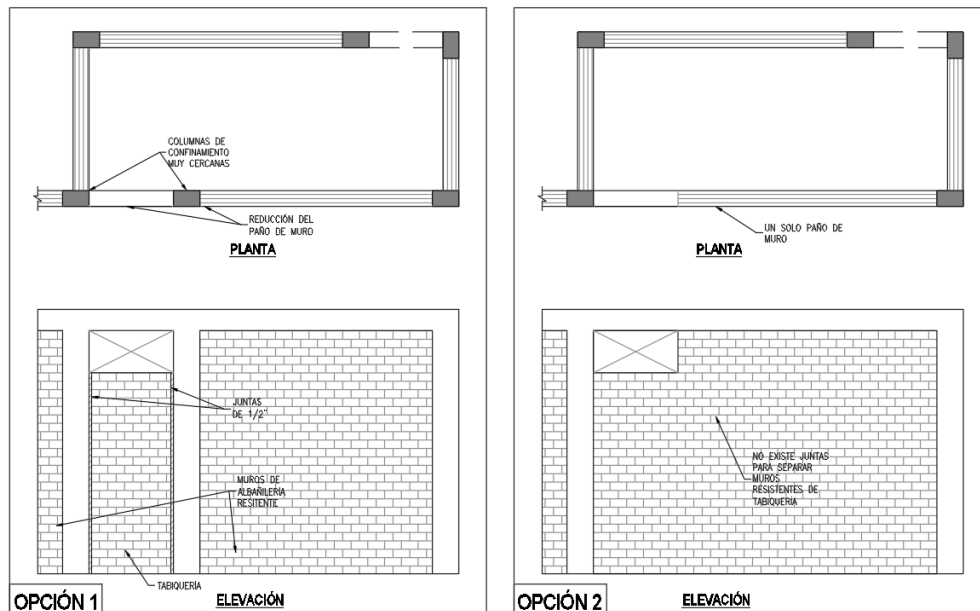 COLUMNAS DE
CONFINAMIENTO
MUY CERCANAS
REDUCCIÓN DEL
PAÑO DE MURO
PLANTA
JUNTAS
DE 1/2"
MUROS DE
ALBAÑILERÍA
RESITENTE
TABIQUERÍA
OPCIÓN 1
ELEVACIÓN
UN SOLO PAÑO DE
MURO
PLANTA
NO EXISTE JUNTAS
PARA SEPARAR
MUROS
RESISTENTES DE
TABIQUERIA
OPCIÓN 2
ELEVACIÓN